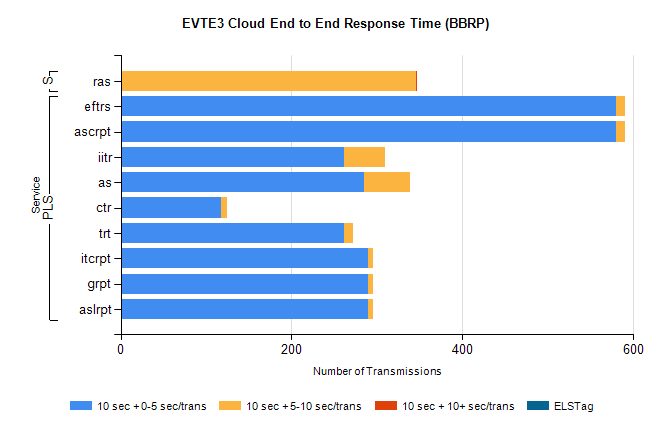 EVTE3 Cloud End to End Response Time (BBRP)
S
ras
eftrs
ascrpt
iitr
as
Service
PLS
ctr
trt
itcrpt
grpt
aslrpt
0 200 400 600
Number of Transmissions
10 sec +0-5 sec/trans 10 sec +5-10 sec/trans 10 sec + 10+ sec/trans ELSTag